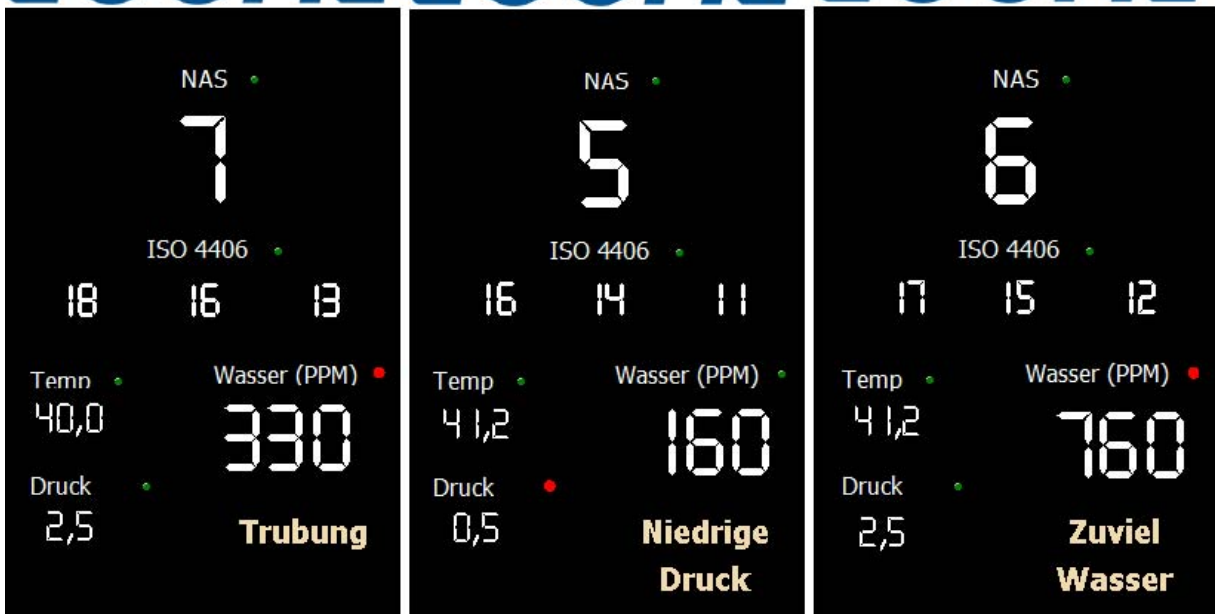 NAS
7
ISO 4406
18 16 13
Temp
Wasser (PPM)
40,0
330
Druck
2,5
Trubung
NAS
5
ISO 4406
16 14 11
Temp
Wasser (PPM)
41,2
160
Druck
0,5
Niedrige
Druck
NAS
6
ISO 4406
17 15 12
Temp
Wasser (PPM)
41,2
760
Druck
2,5
Zuviel
Wasser